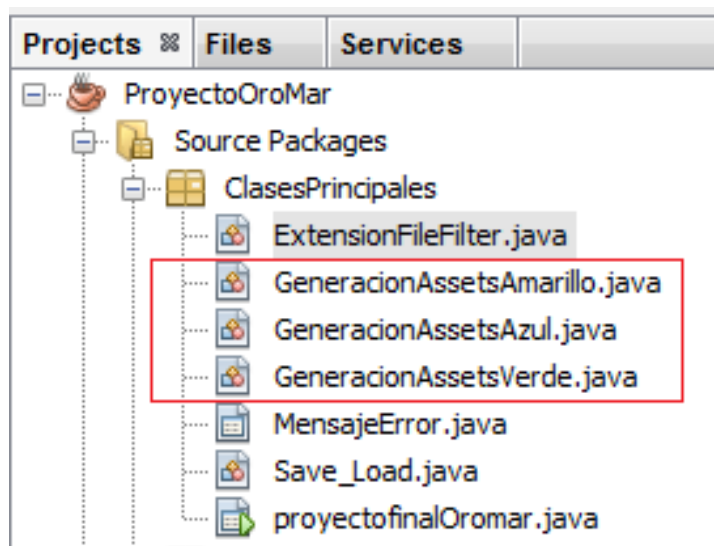 Projects Files Services
ProyectoOroMar
Source Packages
ClasesPrincipales
ExtensionFileFilter.java
GeneracionAssetsAmarillo.java
GeneracionAssetsAzul.java
GeneracionAssetsVerde.java
MensajeError.java
Save_Load.java
proyectofinalOromar.java